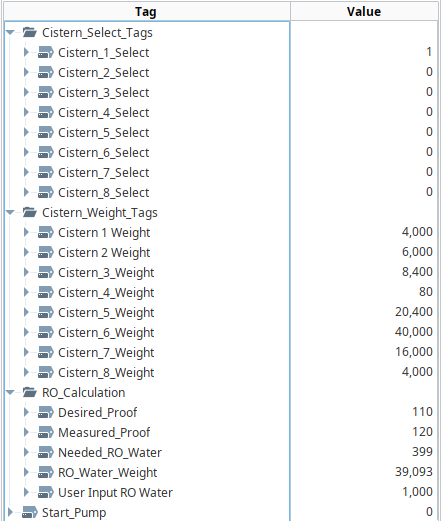 Tag Value
Cistern_Select_Tags
Cistern_1_Select 1
Cistern_2_Select 0
Cistern_3_Select 0
Cistern_4_Select 0
Cistern_5_Select 0
Cistern_6_Select 0
Cistern_7_Select 0
Cistern_8_Select 0
Cistern_Weight_Tags
Cistern 1 Weight 4,000
Cistern 2 Weight 6,000
Cistern_3_Weight 8,400
Cistern_4_Weight 80
Cistern_5_Weight 20,400
Cistern_6_Weight 40,000
Cistern_7_Weight 16,000
Cistern_8_Weight 4,000
RO_Calculation
Desired_Proof 110
Measured_Proof 120
Needed_RO_Water 399
RO_Water_Weight 39,093
User Input RO Water 1,000
Start_Pump 0